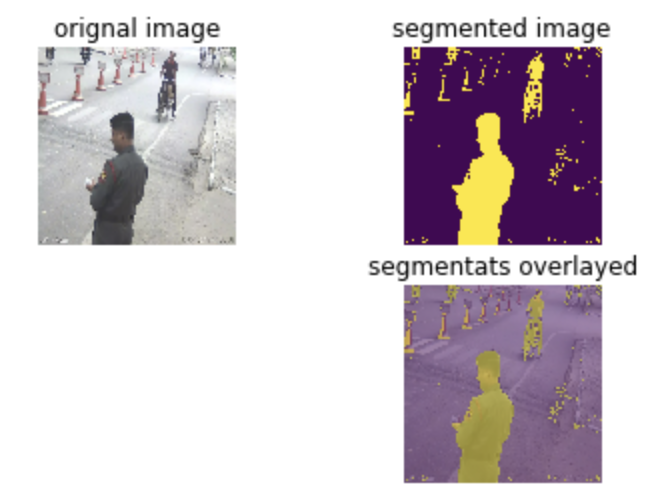 orignal image
segmented image
segmentats overlayed